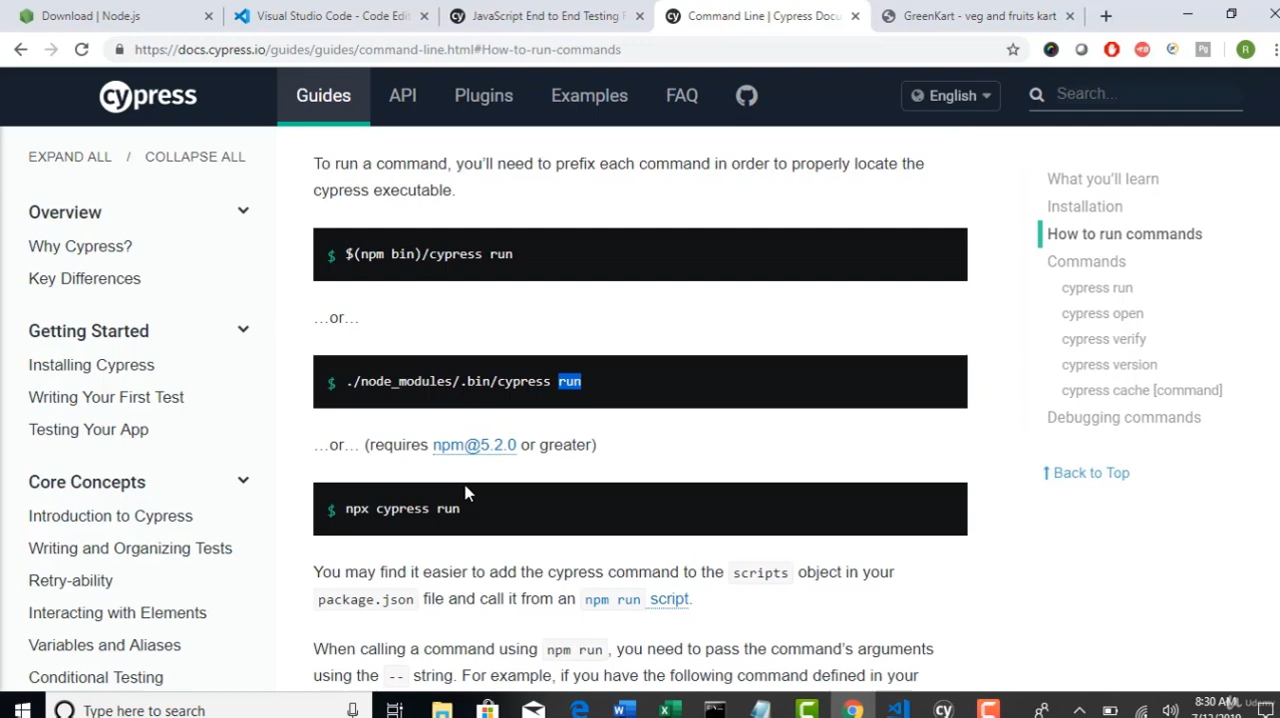 Download | Node.js
Visual Studio Code - Code Edit
JavaScript End to End Testing F
Command Line | Cypress Docu
GreenKart - veg and fruits kart
https://docs.cypress.io/guides/guides/command-line.html#How-to-run-commands
R
cypress
Guides
API
Plugins
Examples
FAQ
English
Search...
EXPAND ALL / COLLAPSE ALL
Overview
Why Cypress?
Key Differences
Getting Started
Installing Cypress
Writing Your First Test
Testing Your App
Core Concepts
Introduction to Cypress
Writing and Organizing Tests
Retry-ability
Interacting with Elements
Variables and Aliases
Conditional Testing
To run a command, you'll need to prefix each command in order to properly locate the
cypress executable.
$ $(npm bin)/cypress run
…or…
$ ./node_modules/.bin/cypress run
…or… (requires npm@5.2.0 or greater)
$ npx cypress run
You may find it easier to add the cypress command to the scripts object in your
package.json file and call it from an npm run script.
When calling a command using npm run, you need to pass the command's arguments
using the -- string. For example, if you have the following command defined in your
What you'll learn
Installation
How to run commands
Commands
cypress run
cypress open
cypress verify
cypress version
cypress cache [command]
Debugging commands
Back to Top
Type here to search
8:30 AM
Udemy